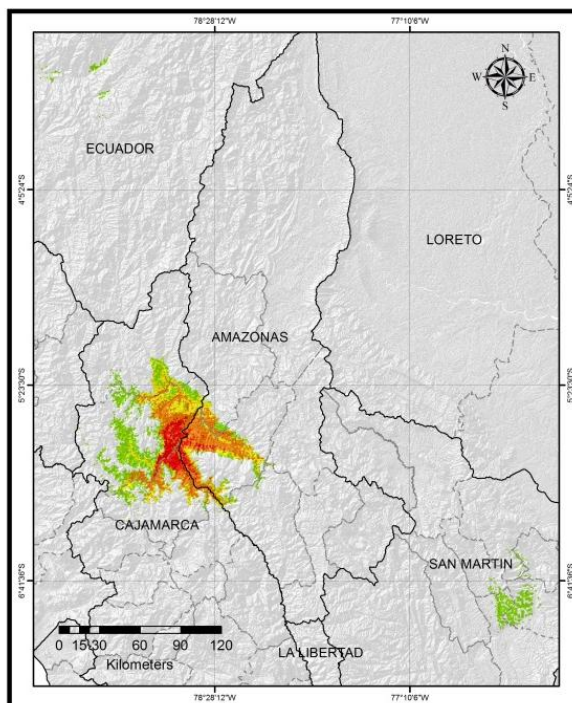 78°28'12"W 77°10'6"W
N
W E
S
ECUADOR
4°5'24"S 4°5'24"S
LORETO
AMAZONAS
5°23'30"S 5°23'30"S
CAJAMARCA
SAN MARTIN
6°41'36"S 6°41'36"S
0 15 30 60 90 120
Kilometers
LA LIBERTAD
78°28'12"W 77°10'6"W